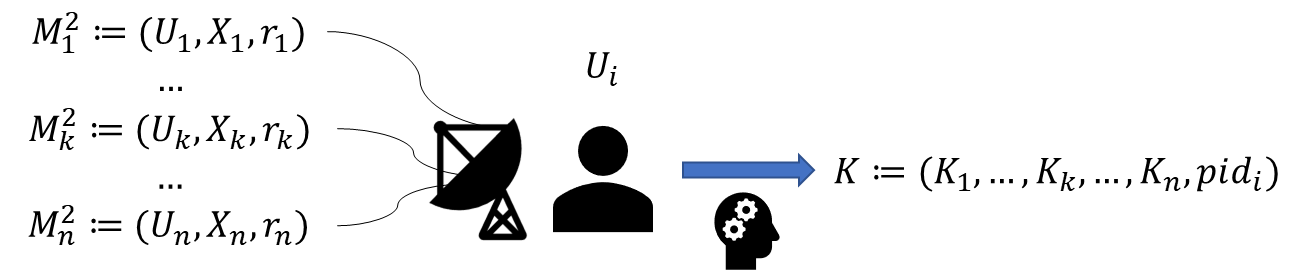 M_1^2 ≔ (U_1, X_1, r_1)
...
M_k^2 ≔ (U_k, X_k, r_k)
...
M_n^2 ≔ (U_n, X_n, r_n)
U_i
K ≔ (K_1, … , K_k, … , K_n, pid_i)